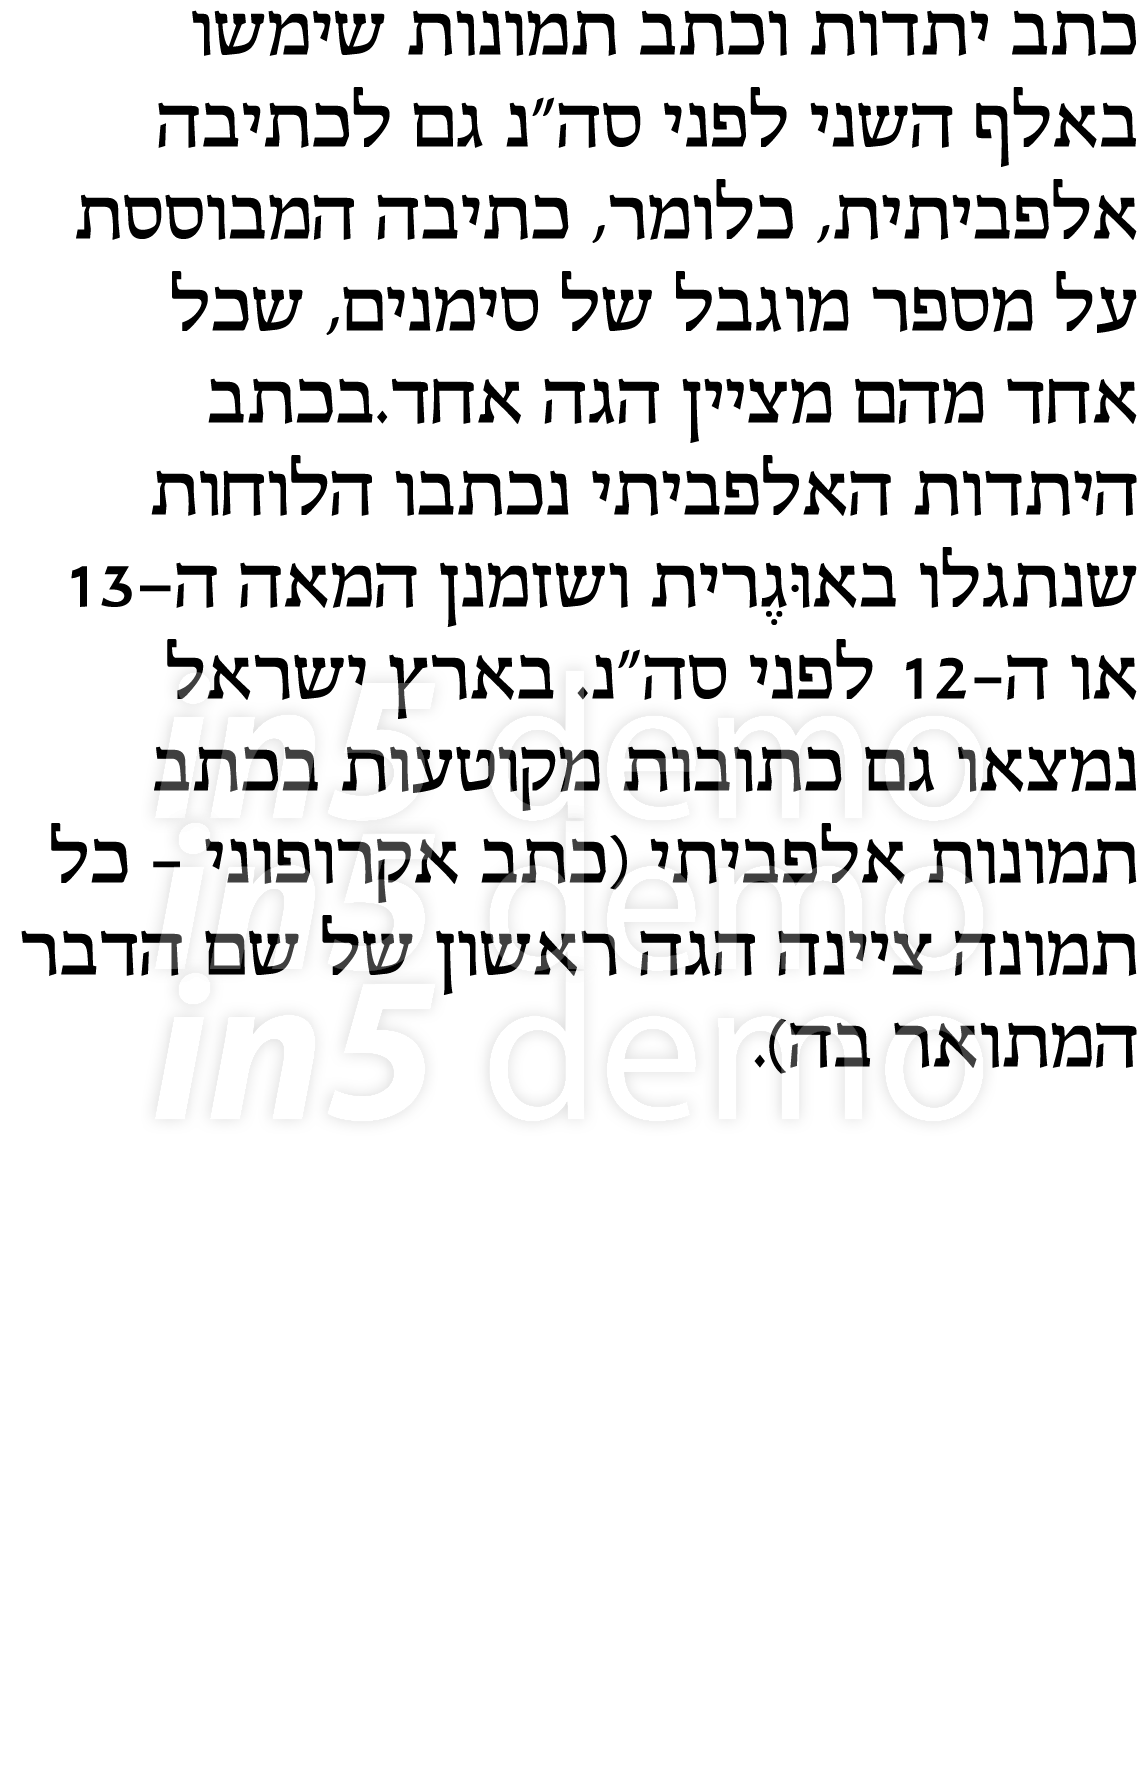 כתב יתדות וכתב תמונות שימשו
באלף השני לפני סה"נ גם לכתיבה
אלפביתית, כלומר, כתיבה המבוססת
על מספר מוגבל של סימנים, שכל
אחד מהם מציין הגה אחד.בכתב
היתדות האלפביתי נכתבו הלוחות
שנתגלו באוּגֶרית ושזמנן המאה ה–13
או ה-12 לפני סה"נ. בארץ ישראל
נמצאו גם כתובות מקוטעות בכתב
תמונות אלפביתי (כתב אקרופוני – כל
תמונה ציינה הגה ראשון של שם הדבר
המתואר בה).
in5 demo
in5 demo
in5 demo